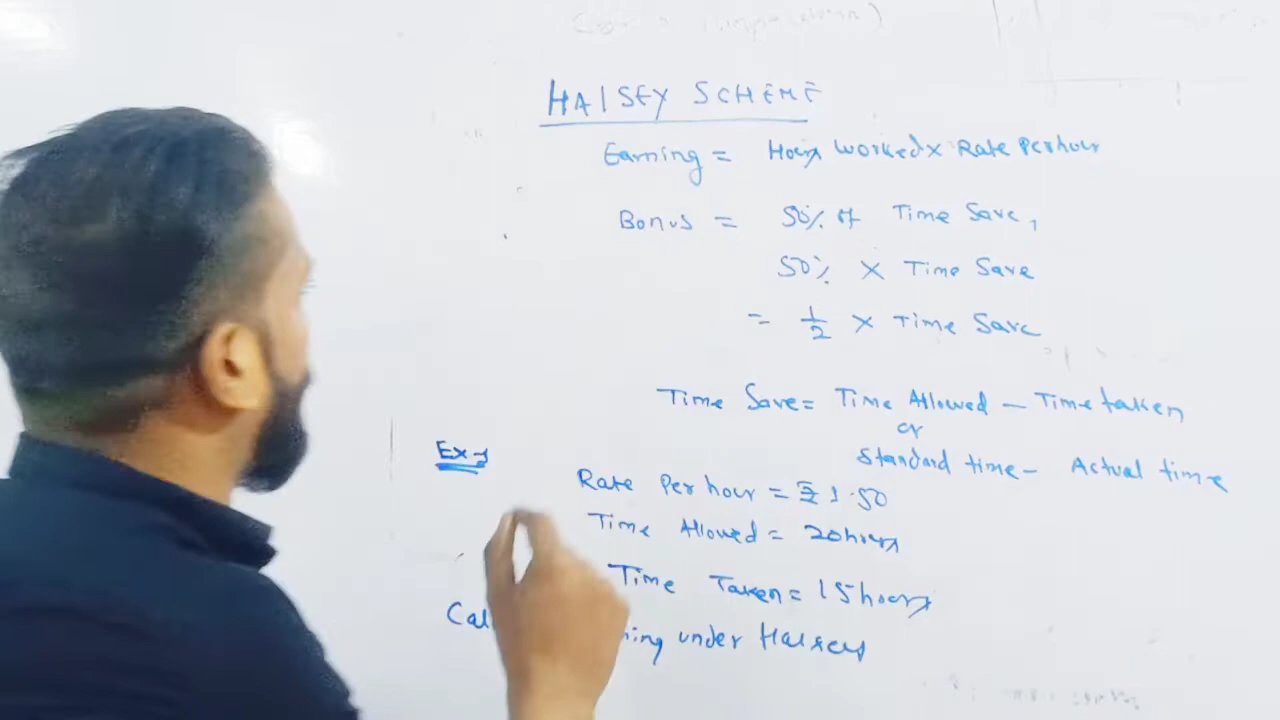 HALSEY SCHEME
Earning = Hours worked x Rate Per hour
Bonus = 50% of Time Save,
50% X Time Save
= 1/2 X Time Save
Time Save = Time Allowed - Time taken
or
Standard time - Actual time
Ex-1
Rate Per hour = ₹ 1.50
Time Allowed = 20 hours
Time Taken = 15 hours
under Halsey